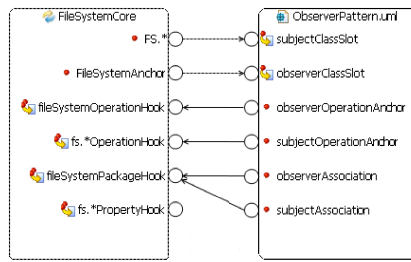 FileSystemCore
FS.*
FileSystemAnchor
fileSystemOperationHook
fs.*OperationHook
fileSystemPackageHook
fs.*PropertyHook
ObserverPattern.uml
subjectClassSlot
observerClassSlot
observerOperationAnchor
subjectOperationAnchor
observerAssociation
subjectAssociation